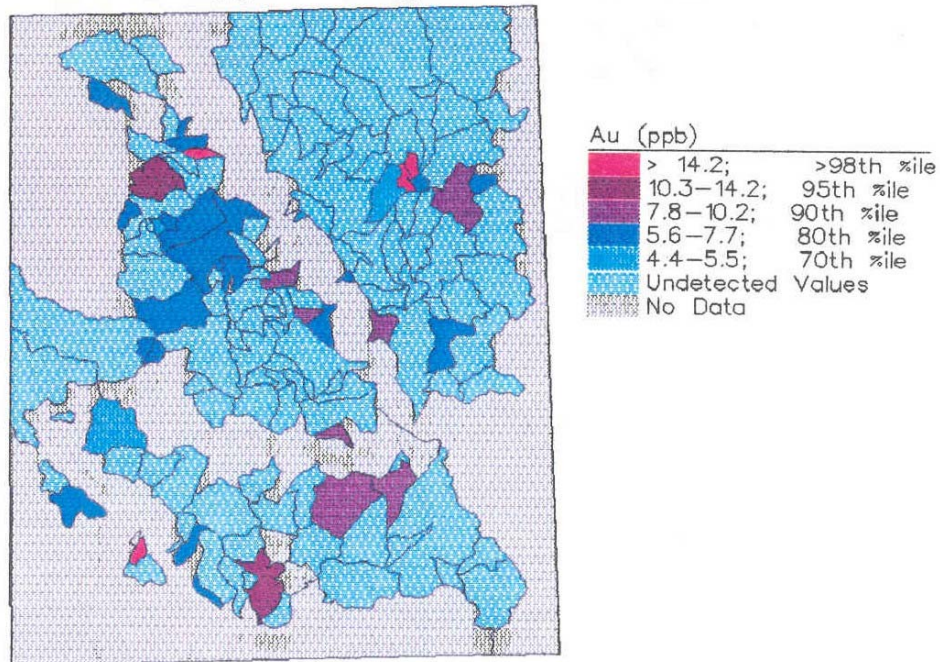 Au (ppb)
> 14.2; >98th %ile
10.3–14.2; 95th %ile
7.8–10.2; 90th %ile
5.6–7.7; 80th %ile
4.4–5.5; 70th %ile
Undetected Values
No Data